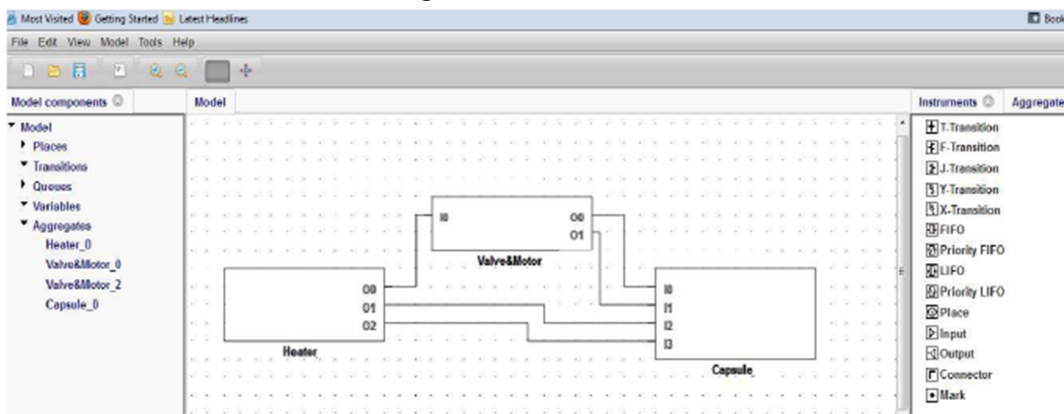 Most Visited Getting Started Latest Headlines Book
File Edit View Model Tools Help
Model components Model Instruments Aggregate
Model
Places
Transitions
Queues
Variables
Aggregates
Heater_0
Valve&Motor_0
Valve&Motor_2
Capsule_0
I0 O0
O1
Valve&Motor
O0
O1
O2
Heater
I0
I1
I2
I3
Capsule
T-Transition
F-Transition
J-Transition
Y-Transition
X-Transition
FIFO
Priority FIFO
LIFO
Priority LIFO
Place
Input
Output
Connector
Mark